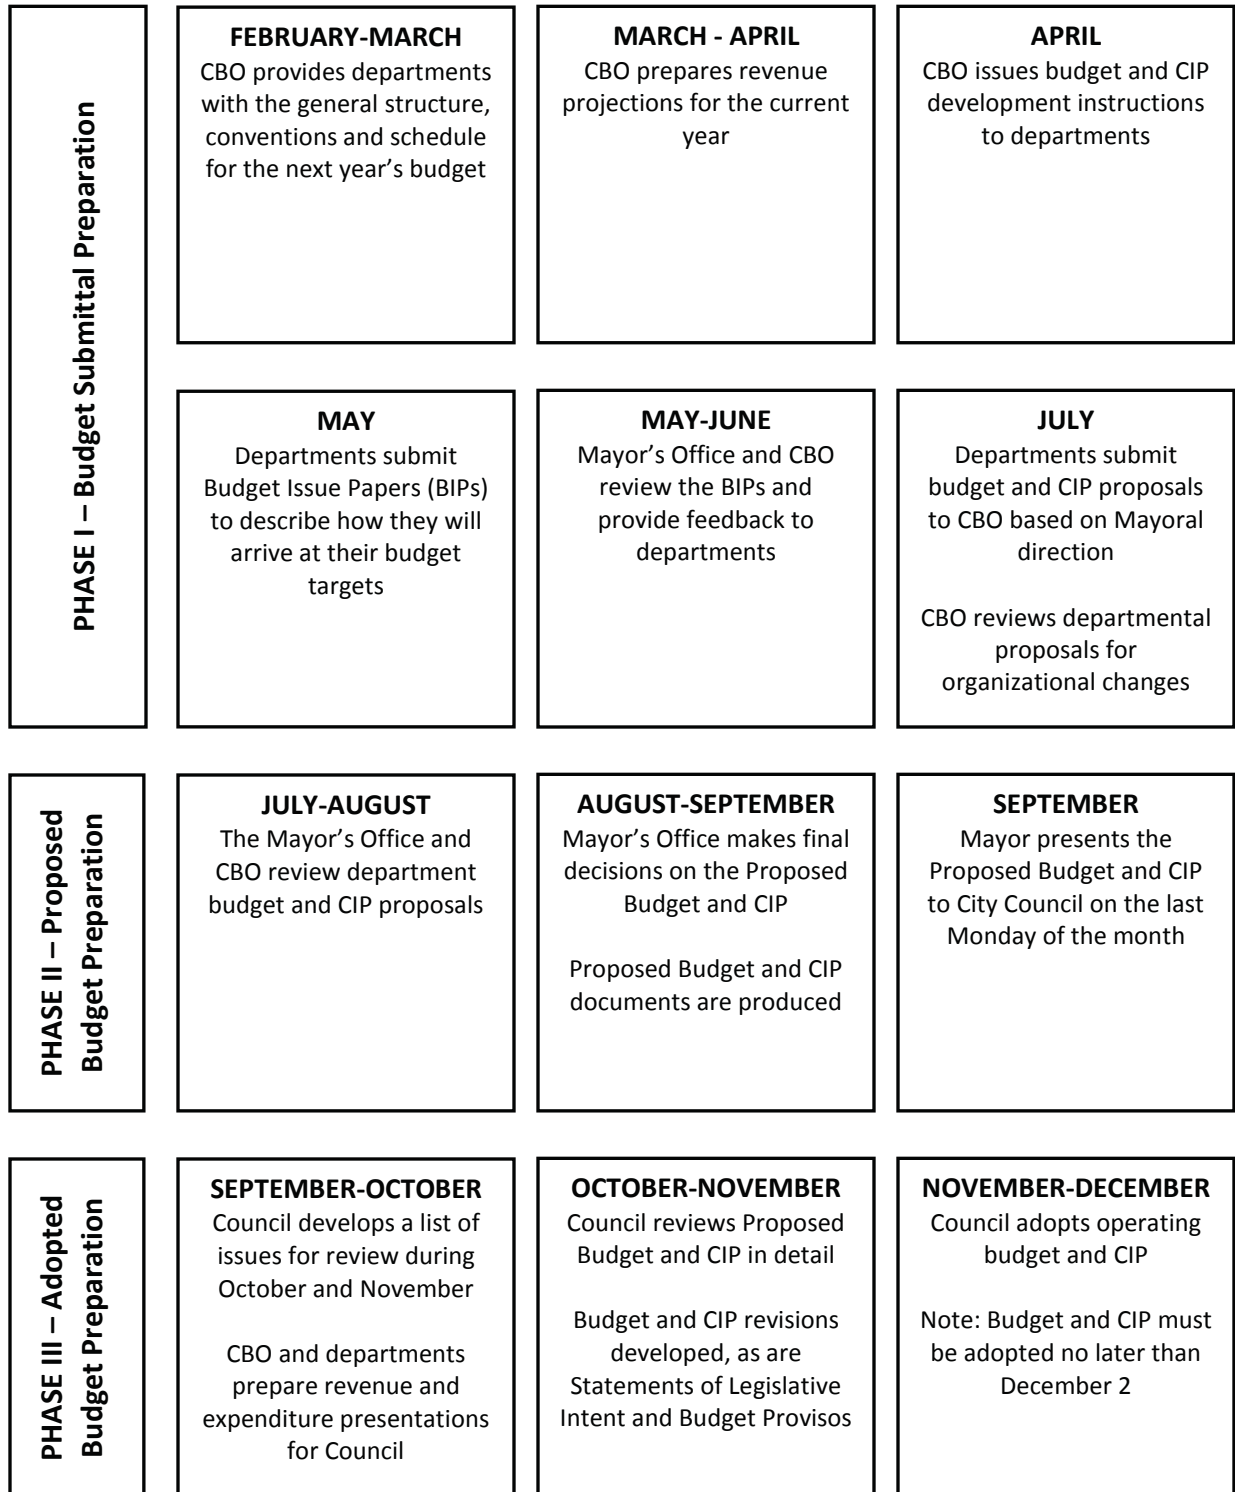 PHASE I – Budget Submittal Preparation
FEBRUARY-MARCH
CBO provides departments
with the general structure,
conventions and schedule
for the next year’s budget
MARCH - APRIL
CBO prepares revenue
projections for the current
year
APRIL
CBO issues budget and CIP
development instructions
to departments
MAY
Departments submit
Budget Issue Papers (BIPs)
to describe how they will
arrive at their budget
targets
MAY-JUNE
Mayor’s Office and CBO
review the BIPs and
provide feedback to
departments
JULY
Departments submit
budget and CIP proposals
to CBO based on Mayoral
direction
CBO reviews departmental
proposals for
organizational changes
PHASE II – Proposed
Budget Preparation
JULY-AUGUST
The Mayor’s Office and
CBO review department
budget and CIP proposals
AUGUST-SEPTEMBER
Mayor’s Office makes final
decisions on the Proposed
Budget and CIP
Proposed Budget and CIP
documents are produced
SEPTEMBER
Mayor presents the
Proposed Budget and CIP
to City Council on the last
Monday of the month
PHASE III – Adopted
Budget Preparation
SEPTEMBER-OCTOBER
Council develops a list of
issues for review during
October and November
CBO and departments
prepare revenue and
expenditure presentations
for Council
OCTOBER-NOVEMBER
Council reviews Proposed
Budget and CIP in detail
Budget and CIP revisions
developed, as are
Statements of Legislative
Intent and Budget Provisos
NOVEMBER-DECEMBER
Council adopts operating
budget and CIP
Note: Budget and CIP must
be adopted no later than
December 2